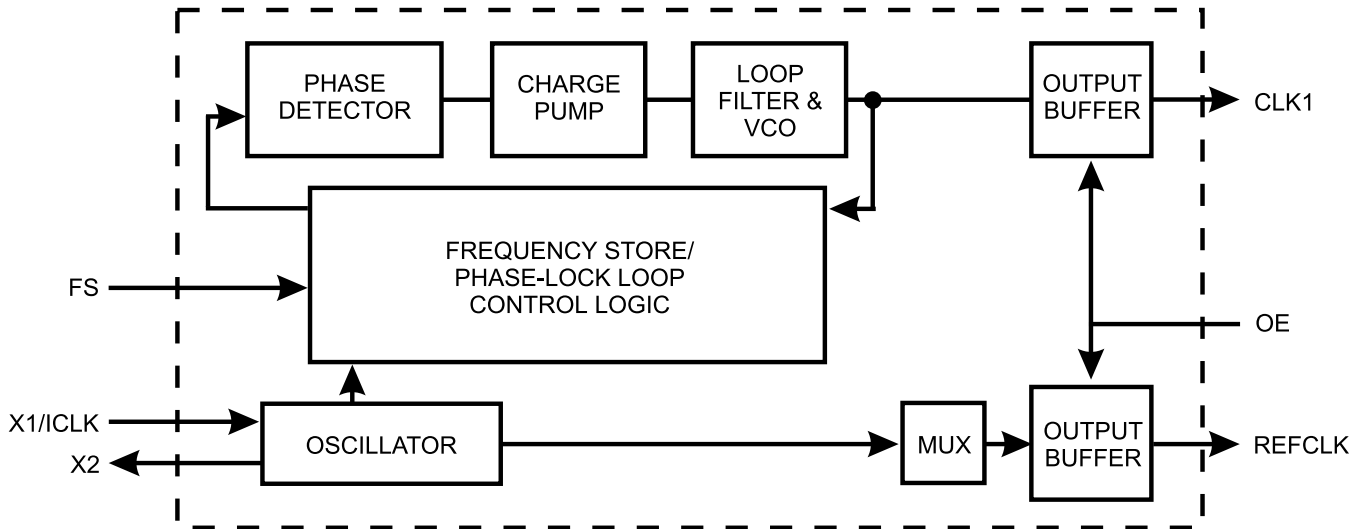 PHASE
DETECTOR
CHARGE
PUMP
LOOP
FILTER &
VCO
OUTPUT
BUFFER
CLK1
FREQUENCY STORE/
PHASE-LOCK LOOP
CONTROL LOGIC
FS
OE
X1/ICLK
X2
OSCILLATOR
MUX
OUTPUT
BUFFER
REFCLK